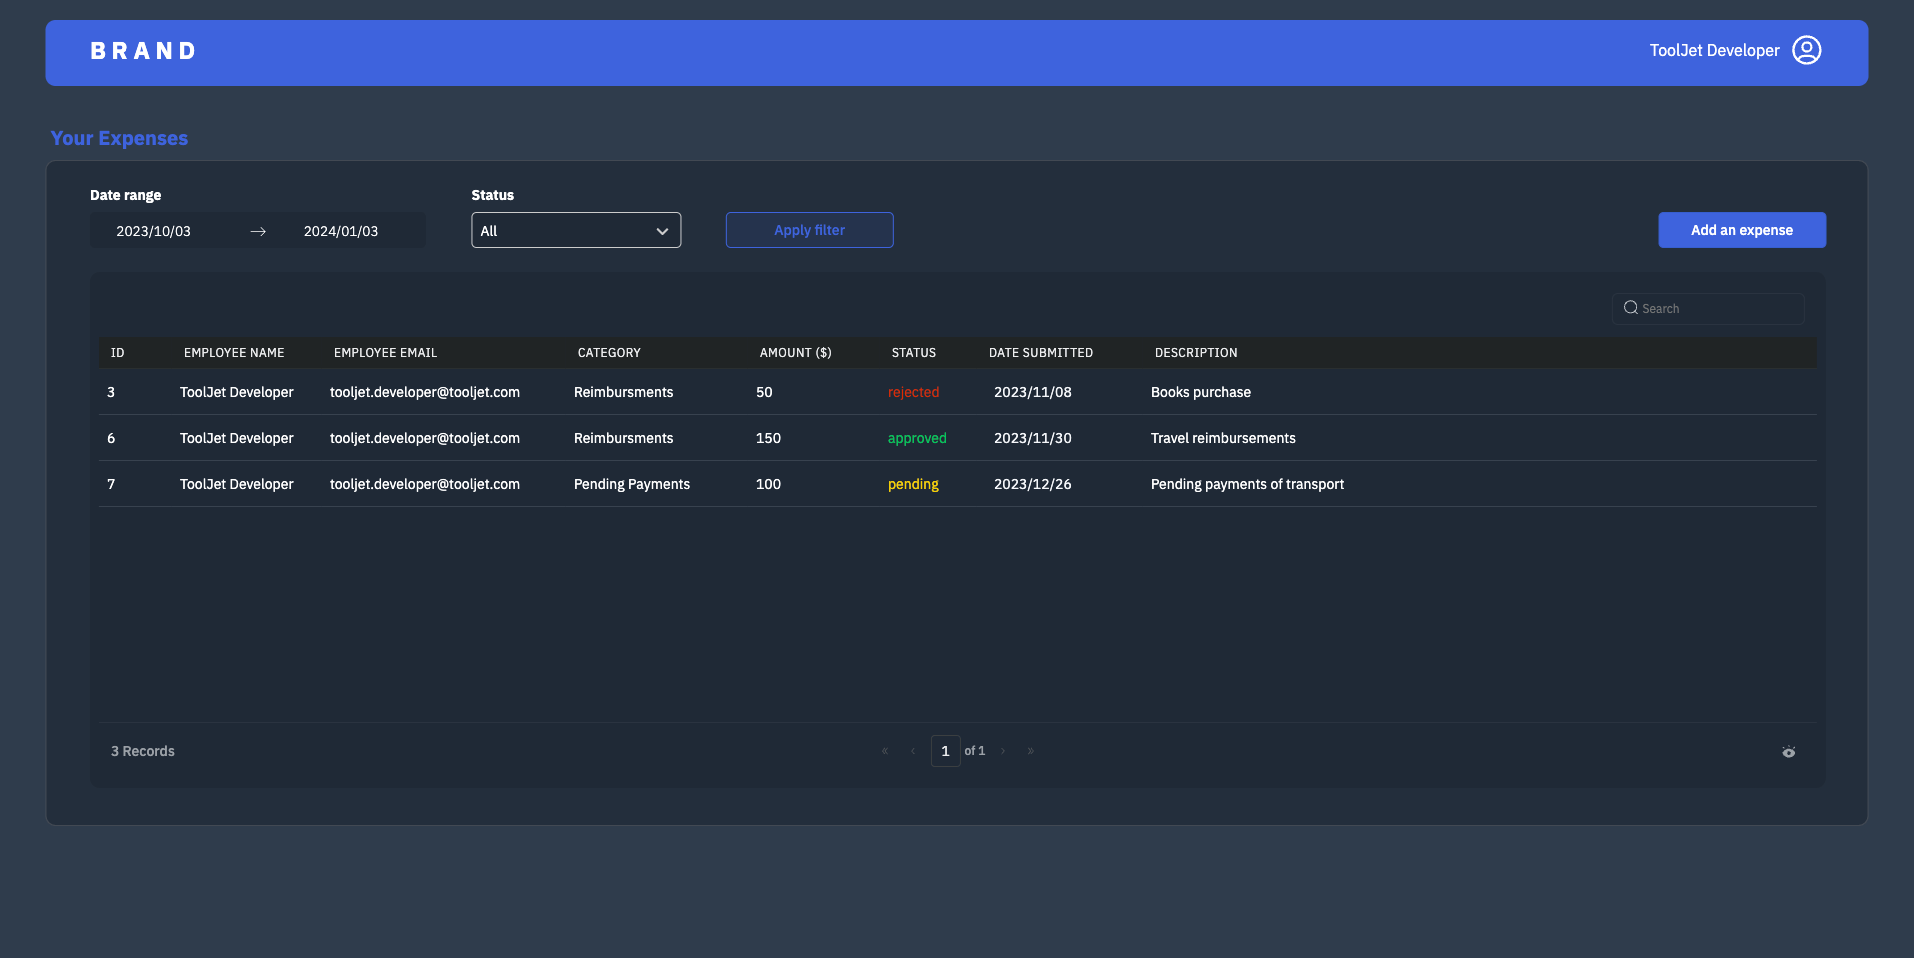 BRAND
ToolJet Developer
Your Expenses
Date range
Status
2023/10/03 → 2024/01/03
All
Apply filter
Add an expense
Search
ID EMPLOYEE NAME EMPLOYEE EMAIL CATEGORY AMOUNT ($) STATUS DATE SUBMITTED DESCRIPTION
3 ToolJet Developer tooljet.developer@tooljet.com Reimbursments 50 rejected 2023/11/08 Books purchase
6 ToolJet Developer tooljet.developer@tooljet.com Reimbursments 150 approved 2023/11/30 Travel reimbursements
7 ToolJet Developer tooljet.developer@tooljet.com Pending Payments 100 pending 2023/12/26 Pending payments of transport
3 Records
« ‹ 1 of 1 › »